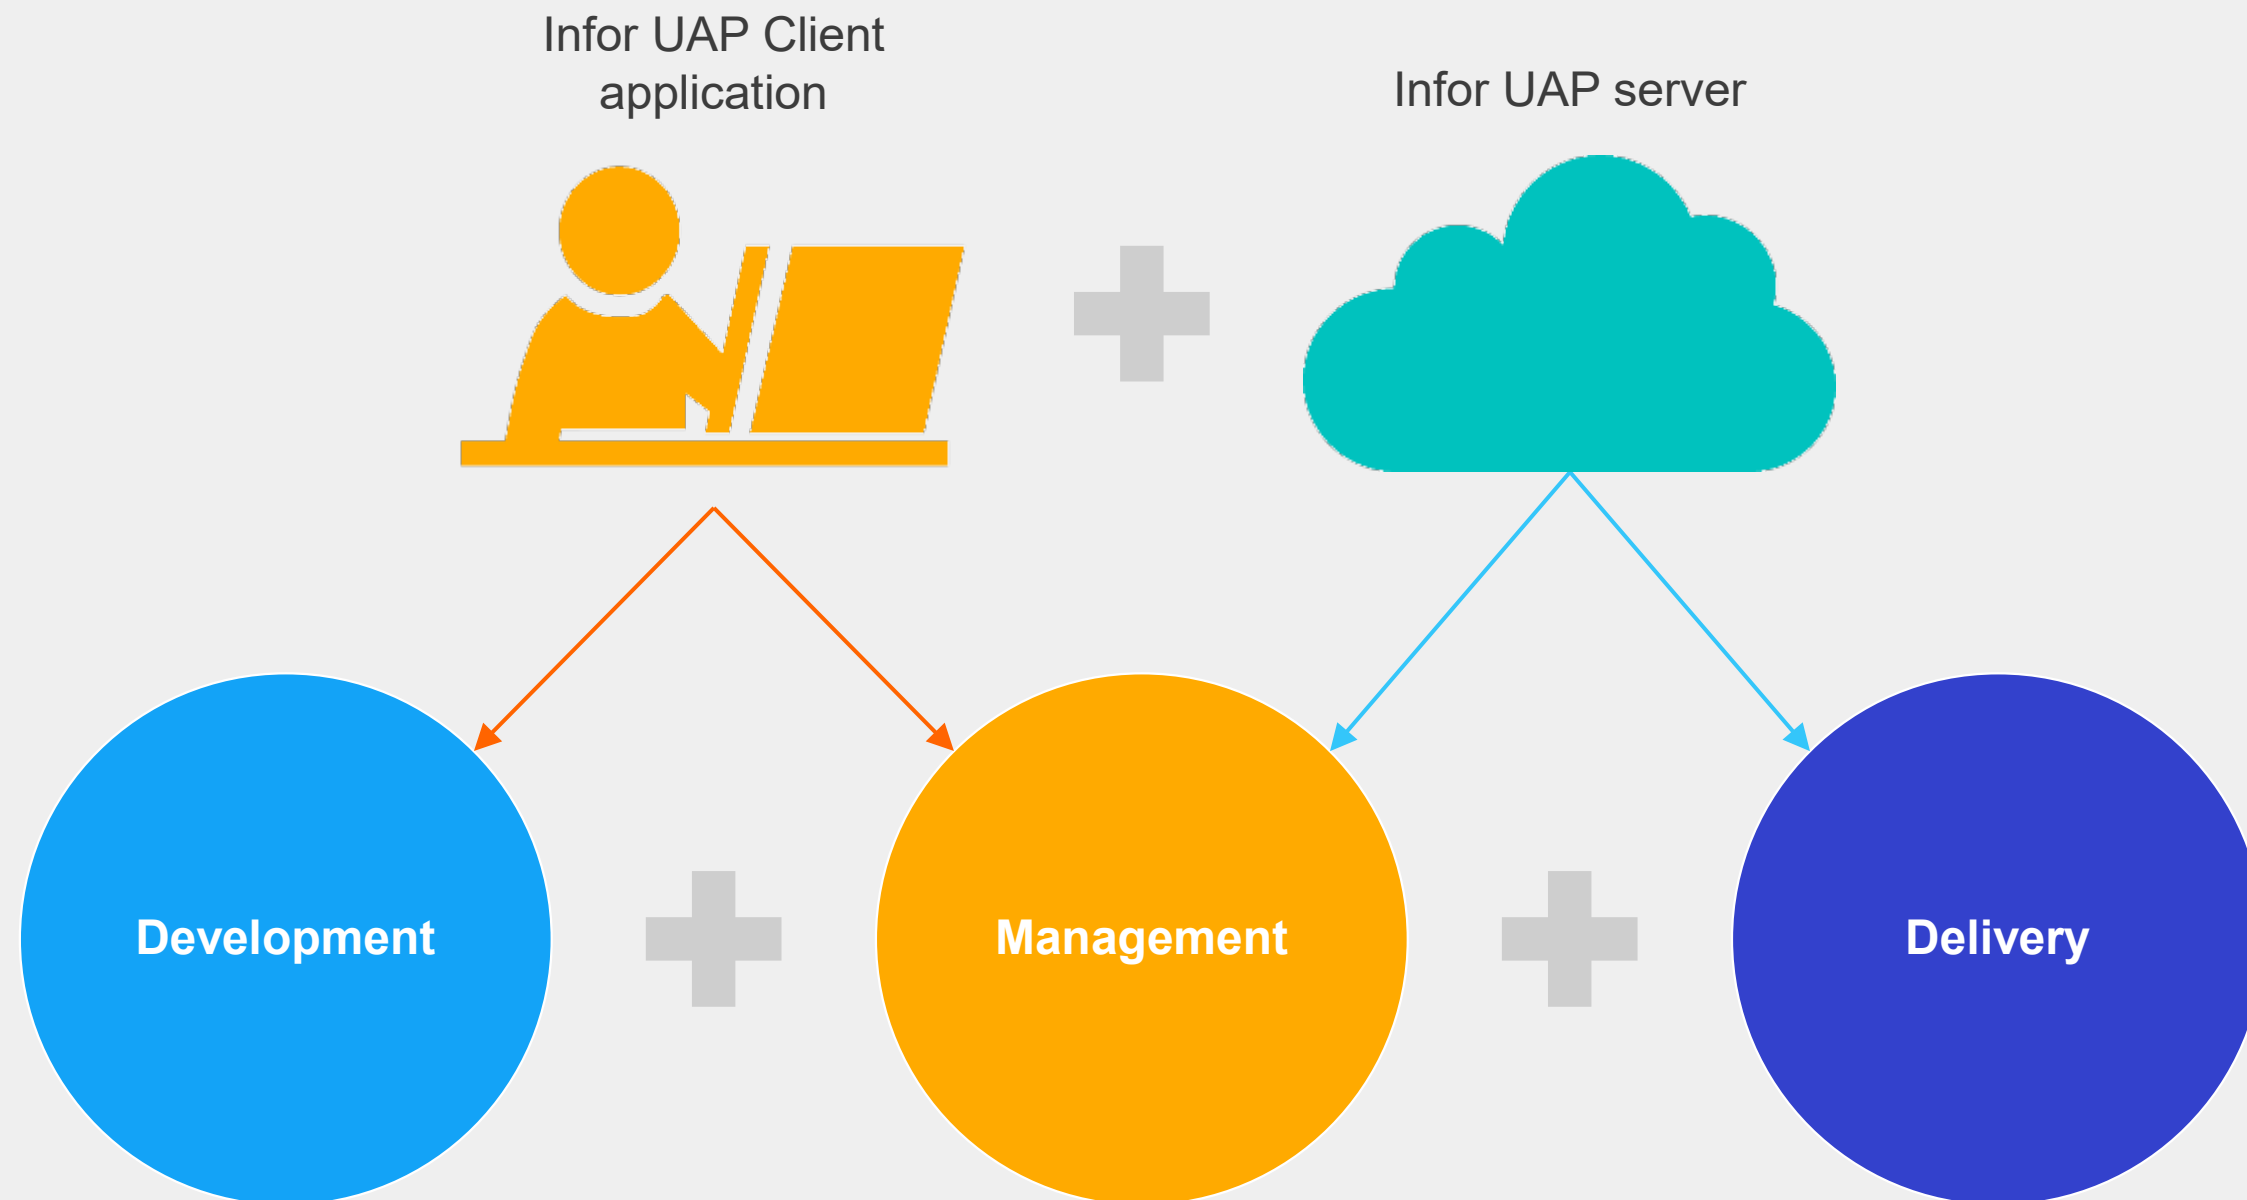 Infor UAP Client
application
Infor UAP server
Development
Management
Delivery